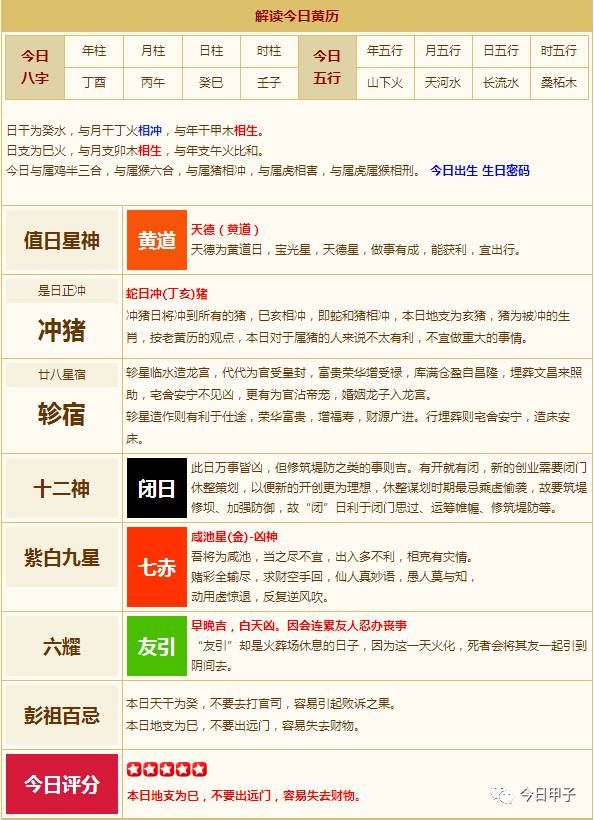 解读今日黄历
今日
八字
年柱
月柱
日柱
时柱
今日
五行
年五行
月五行
日五行
时五行
丁酉
丙午
癸巳
壬子
山下火
天河水
长流水
桑柘木
日干为癸水，与月干丁火相冲，与年干甲木相生。
日支为巳火，与月支卯木相生，与年支午火比和。
今日与属鸡半三合，与属猴六合，与属猪相冲，与属虎相害，与属虎属猴相刑。 今日出生 生日密码
值日星神
黄道
天德（黄道）
天德为黄道日，宝光星，天德星，做事有成，能获利，宜出行。
是日正冲
冲猪
蛇日冲(丁亥)猪
冲猪日将冲到所有的猪，巳亥相冲，即蛇和猪相冲，本日地支为亥猪，猪为被冲的生
肖，按老黄历的观点，本日对于属猪的人来说不太有利，不宜做重大的事情。
廿八星宿
轸宿
轸星临水造龙宫，代代为官受皇封，富贵荣华增受禄，库满仓盈自昌隆，埋葬文昌来照
助，宅舍安宁不见凶，更有为官沾帝宠，婚姻龙子入龙宫。
轸星造作则有利于仕途，荣华富贵，增福寿，财源广进。行埋葬则宅舍安宁，造床安
床。
十二神
闭日
此日万事皆凶，但修筑堤防之类的事则吉。有开就有闭，新的创业需要闭门
休整策划，以便新的开创更为理想，休整谋划时期最忌乘虚偷袭，故要筑堤
修坝、加强防御，故“闭”日利于闭门思过、运筹帷幄、修筑堤防等。
紫白九星
七赤
咸池星(金)-凶神
吾将为咸池，当之尽不宜，出入多不利，相克有灾情。
赌彩全输尽，求财空手回，仙人真妙语，愚人莫与知，
动用虚惊退，反复逆风吹。
六耀
友引
早晚吉，白天凶。因会连累友人忍办丧事
“友引”却是火葬场休息的日子，因为这一天火化，死者会将其友一起引到
阴间去。
彭祖百忌
本日天干为癸，不要去打官司，容易引起败诉之果。
本日地支为巳，不要出远门，容易失去财物。
今日评分
本日地支为巳，不要出远门，容易失去财物。
今日甲子